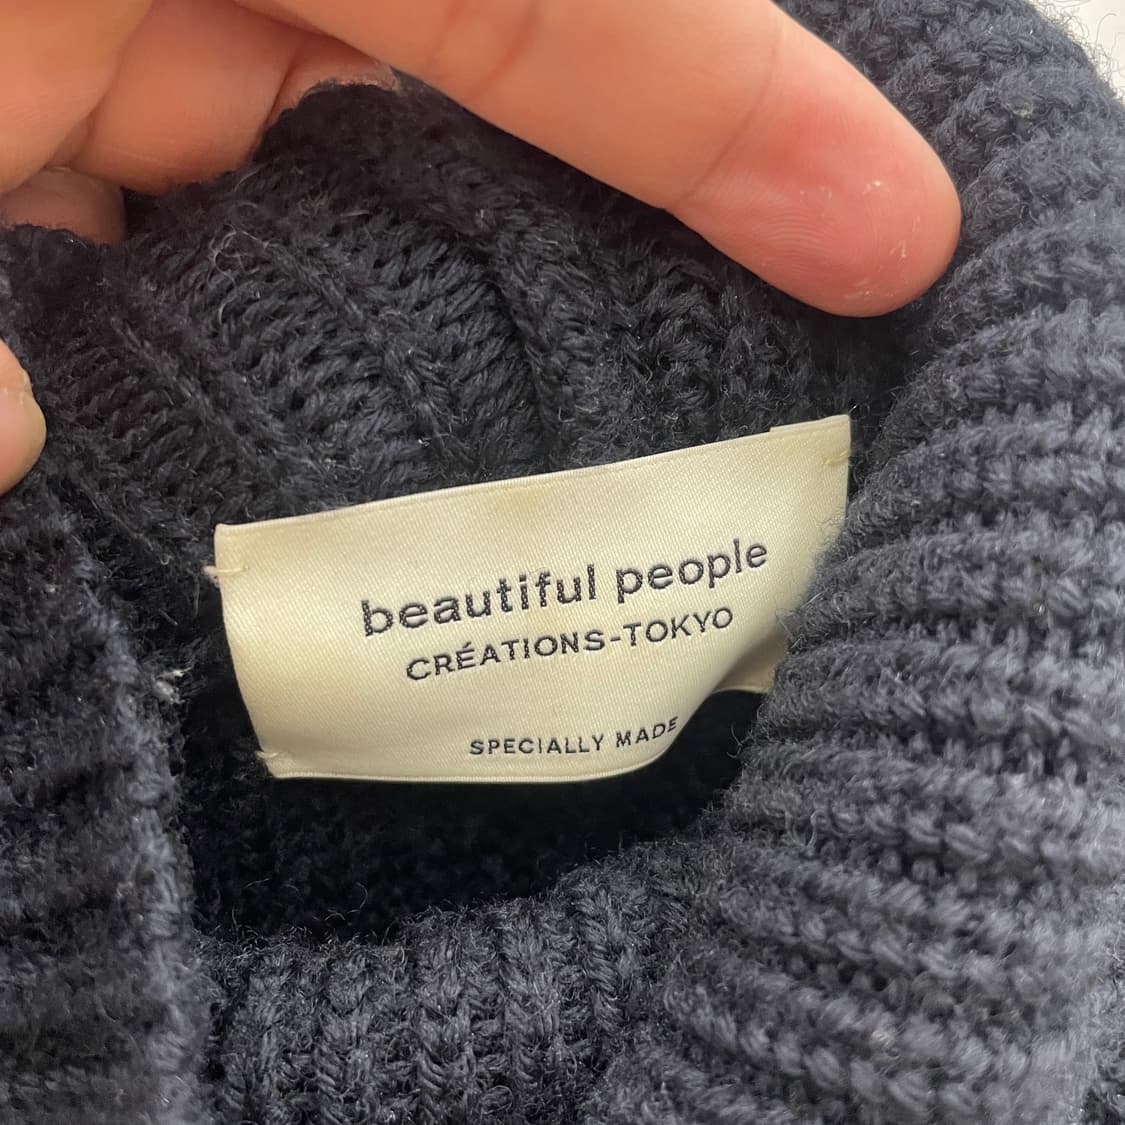 beautiful people
CRÉATIONS-TOKYO
SPECIALLY MADE